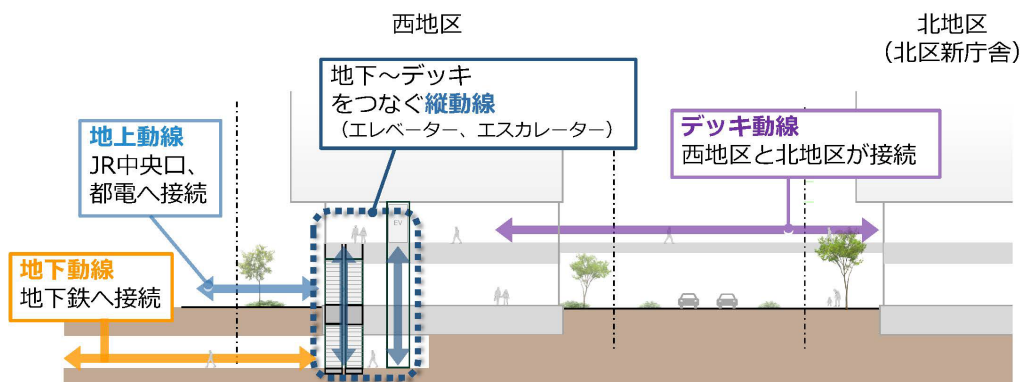 西地区
北地区
（北区新庁舎）
地下～デッキ
をつなぐ縦動線
（エレベーター、エスカレーター）
地上動線
JR中央口、
都電へ接続
デッキ動線
西地区と北地区が接続
EV
地下動線
地下鉄へ接続